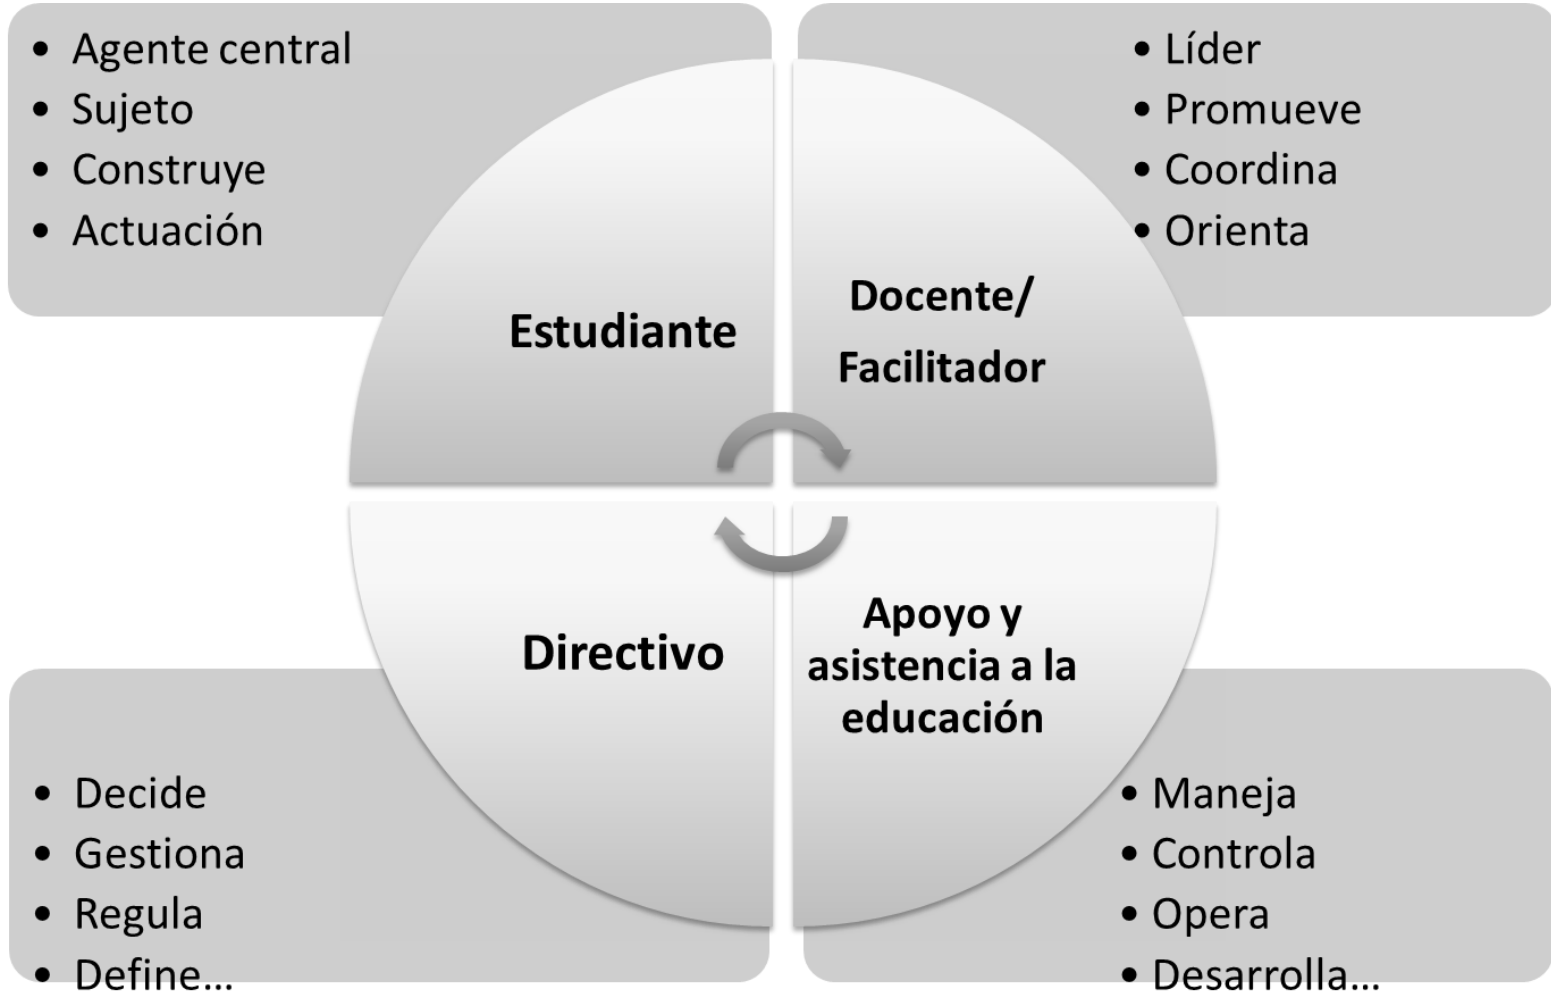 • Agente central
• Sujeto
• Construye
• Actuación
• Líder
• Promueve
• Coordina
• Orienta
Estudiante
Docente/
Facilitador
Directivo
Apoyo y
asistencia a la
educación
• Decide
• Gestiona
• Regula
• Define...
• Maneja
• Controla
• Opera
• Desarrolla...